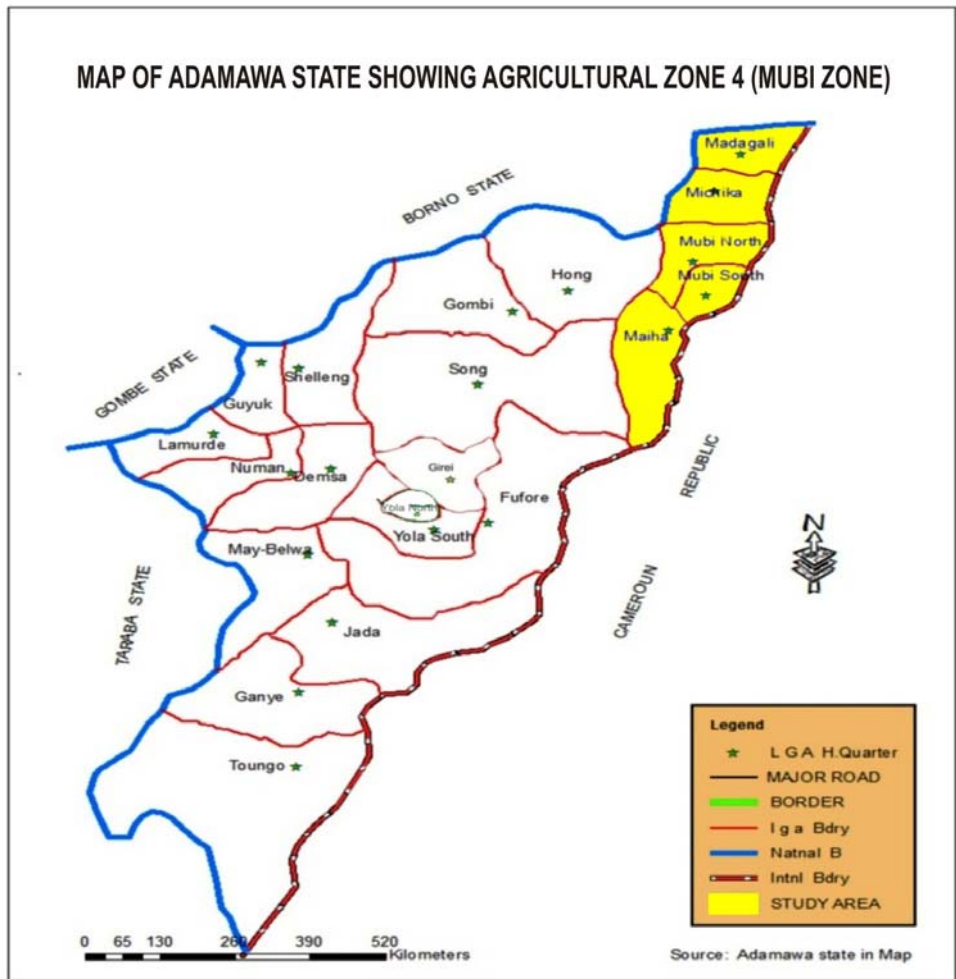 MAP OF ADAMAWA STATE SHOWING AGRICULTURAL ZONE 4 (MUBI ZONE)
Madagali
BORNO STATE
Michika
Mubi North
Hong
Mubi South
Gombi
Maiha
GOMBE STATE
Song
Shelleng
Guyuk
Lamurde
REPUBLIC
Numan
Demsa
Girei
Fufore
Yola North
Yola South
N
May-Belwa
TARABA STATE
CAMEROUN
Jada
Ganye
Toungo
Legend
L G A H.Quarter
MAJOR ROAD
BORDER
l g a Bdry
Natnal B
Intnl Bdry
STUDY AREA
0 65 130 260 390 520
Kilometers
Source: Adamawa state in Map